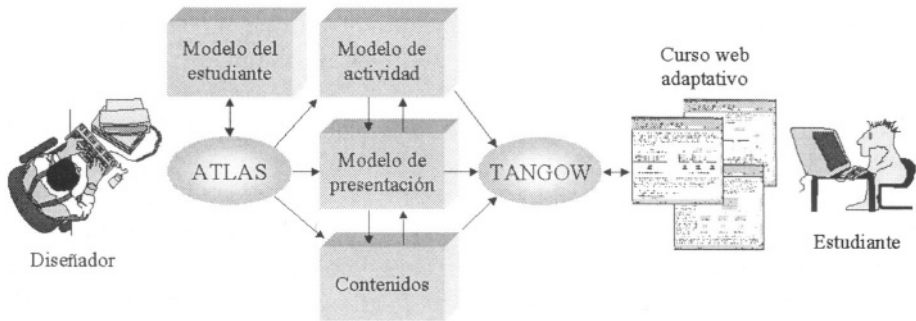 Modelo del
estudiante
Modelo de
actividad
Curso web
adaptativo
ATLAS
Modelo de
presentación
TANGOW
Diseñador
Contenidos
Estudiante